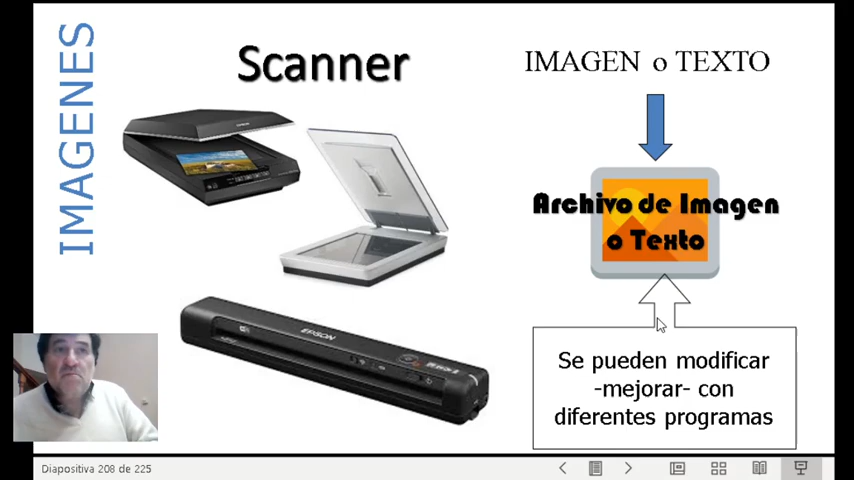 IMAGENES
Scanner
IMAGEN o TEXTO
Archivo de Imagen
o Texto
EPSON
Se pueden modificar
-mejorar- con
diferentes programas
Diapositiva 208 de 225